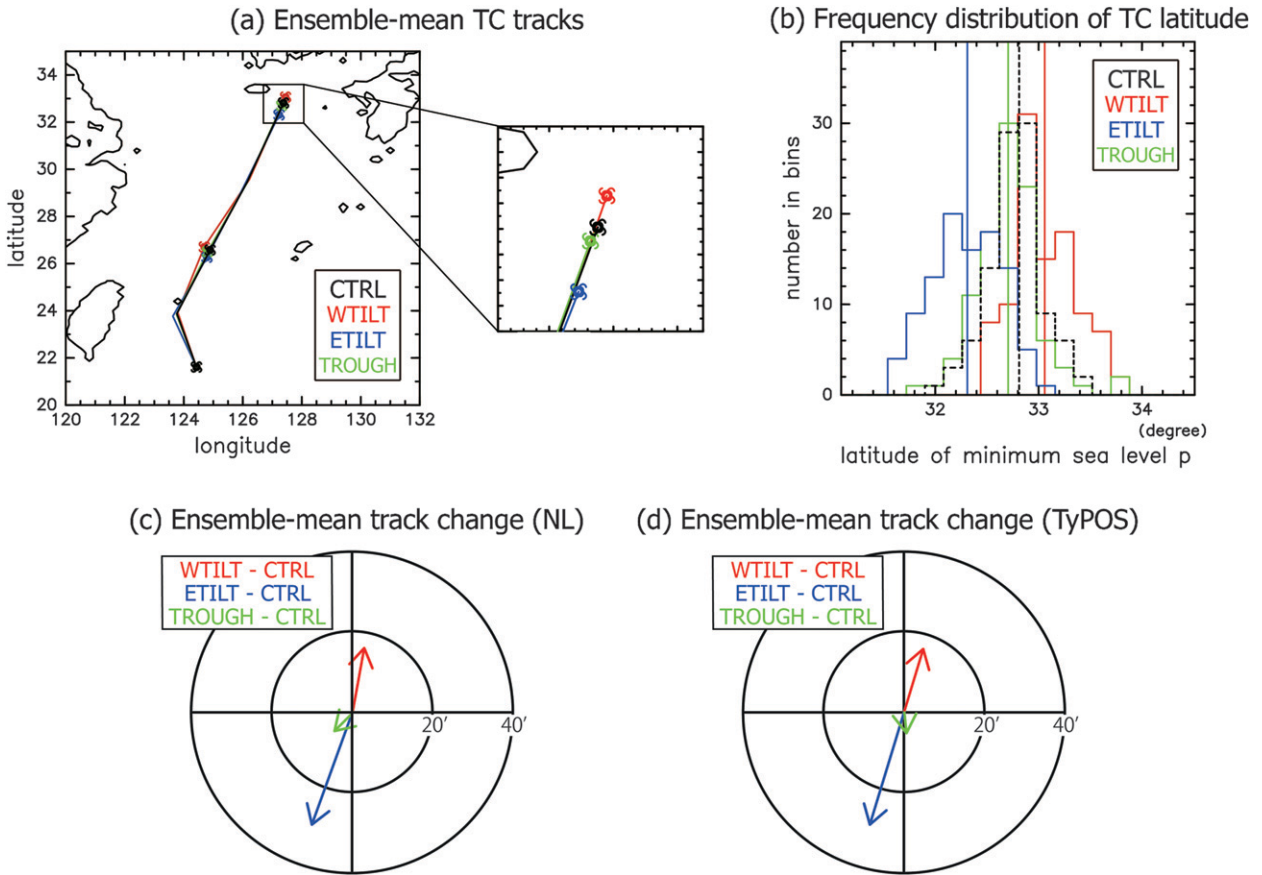 (a) Ensemble-mean TC tracks
34
32
30
28
26
24
22
20
latitude
120 122 124 126 128 130 132
longitude
CTRL
WTILT
ETILT
TROUGH
(b) Frequency distribution of TC latitude
30
20
10
0
number in bins
32 33 34
(degree)
latitude of minimum sea level p
CTRL
WTILT
ETILT
TROUGH
(c) Ensemble-mean track change (NL)
WTILT - CTRL
ETILT - CTRL
TROUGH - CTRL
20′ 40′
(d) Ensemble-mean track change (TyPOS)
WTILT - CTRL
ETILT - CTRL
TROUGH - CTRL
20′ 40′